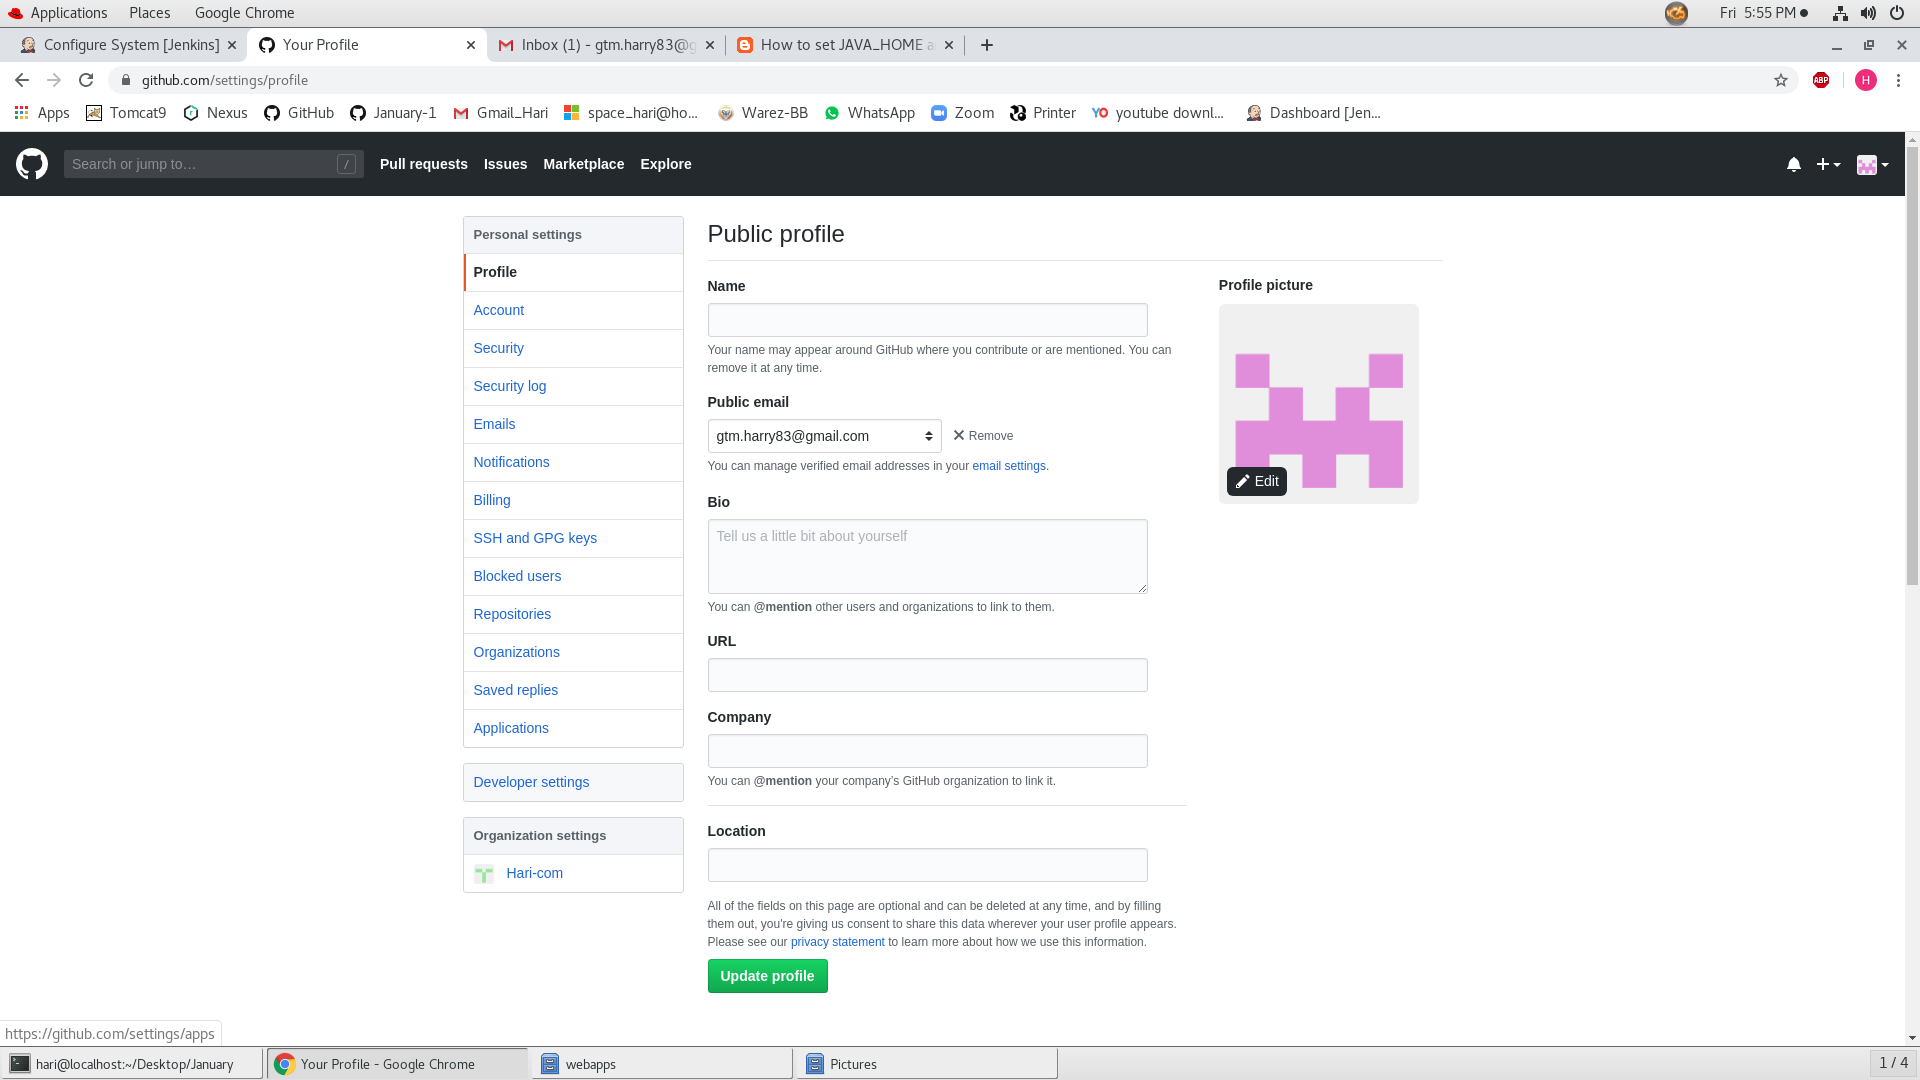 Applications Places Google Chrome Fri 5:55 PM
Configure System [Jenkins] Your Profile Inbox (1) - gtm.harry83@g How to set JAVA_HOME a
github.com/settings/profile ABP H
Apps Tomcat9 Nexus GitHub January-1 Gmail_Hari space_hari@ho... Warez-BB WhatsApp Zoom Printer YO youtube downl... Dashboard [Jen...
Search or jump to… / Pull requests Issues Marketplace Explore
Personal settings
Profile
Account
Security
Security log
Emails
Notifications
Billing
SSH and GPG keys
Blocked users
Repositories
Organizations
Saved replies
Applications
Developer settings
Organization settings
Hari-com
Public profile
Name
Your name may appear around GitHub where you contribute or are mentioned. You can
remove it at any time.
Public email
gtm.harry83@gmail.com Remove
You can manage verified email addresses in your email settings.
Bio
Tell us a little bit about yourself
You can @mention other users and organizations to link to them.
URL
Company
You can @mention your company's GitHub organization to link it.
Location
All of the fields on this page are optional and can be deleted at any time, and by filling
them out, you're giving us consent to share this data wherever your user profile appears.
Please see our privacy statement to learn more about how we use this information.
Update profile
Profile picture
Edit
https://github.com/settings/apps
hari@localhost:~/Desktop/January Your Profile - Google Chrome webapps Pictures 1 / 4